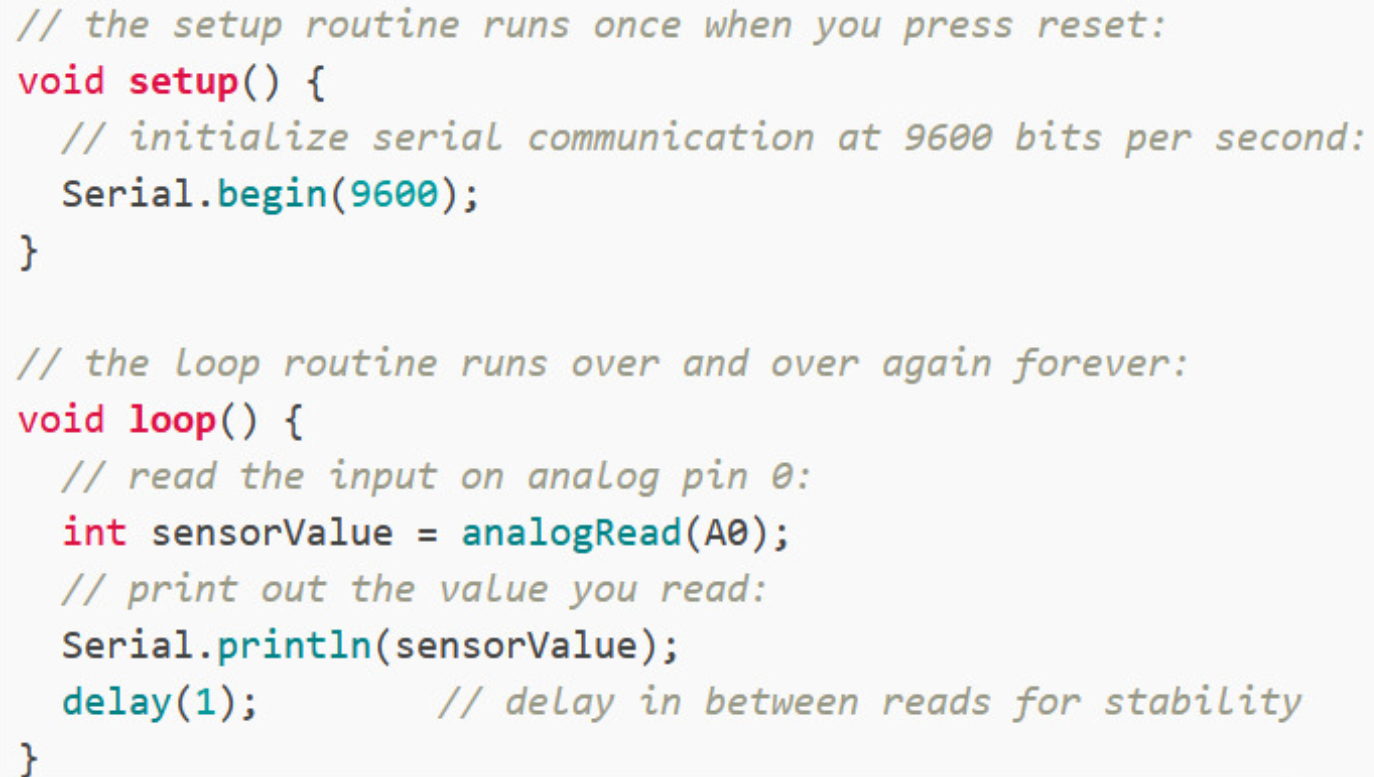 // the setup routine runs once when you press reset:
void setup() {
  // initialize serial communication at 9600 bits per second:
  Serial.begin(9600);
}

// the loop routine runs over and over again forever:
void loop() {
  // read the input on analog pin 0:
  int sensorValue = analogRead(A0);
  // print out the value you read:
  Serial.println(sensorValue);
  delay(1);        // delay in between reads for stability
}